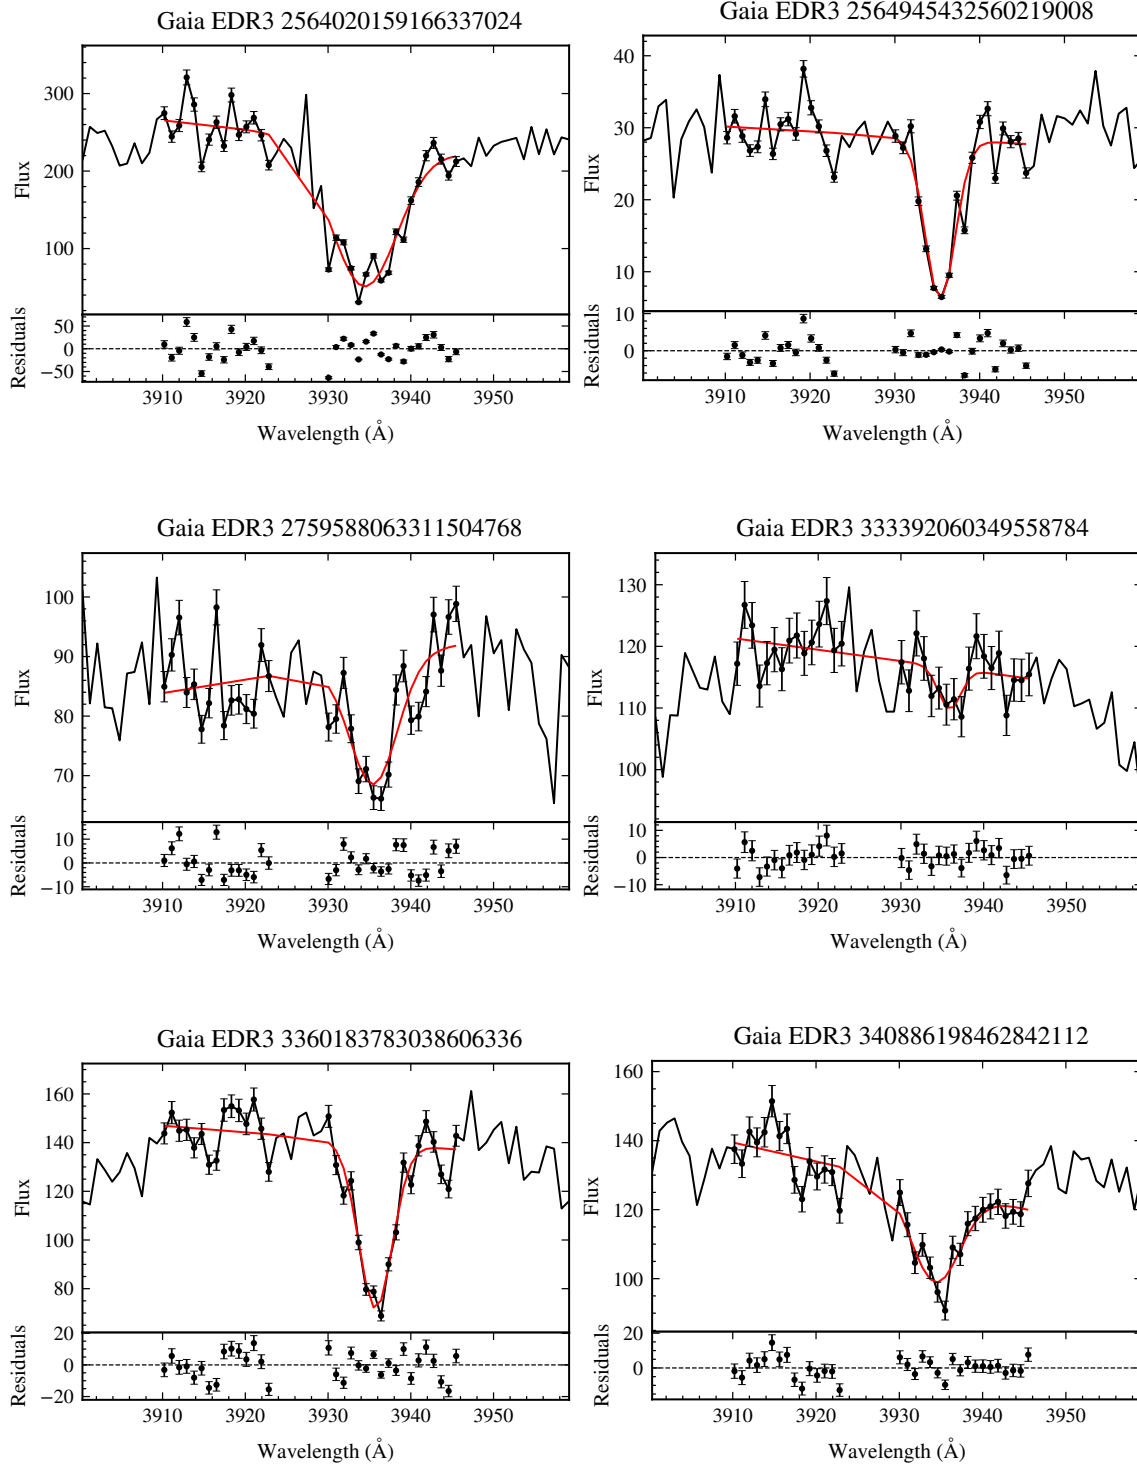 Gaia EDR3 2564020159166337024
Flux
300
200
100
Residuals
50
0
−50
3910 3920 3930 3940 3950
Wavelength (Å)
Gaia EDR3 2564945432560219008
Flux
40
30
20
10
Residuals
10
0
3910 3920 3930 3940 3950
Wavelength (Å)
Gaia EDR3 2759588063311504768
Flux
100
90
80
70
Residuals
10
0
−10
3910 3920 3930 3940 3950
Wavelength (Å)
Gaia EDR3 333392060349558784
Flux
130
120
110
100
Residuals
10
0
−10
3910 3920 3930 3940 3950
Wavelength (Å)
Gaia EDR3 3360183783038606336
Flux
160
140
120
100
80
Residuals
20
0
−20
3910 3920 3930 3940 3950
Wavelength (Å)
Gaia EDR3 340886198462842112
Flux
160
140
120
100
Residuals
20
0
3910 3920 3930 3940 3950
Wavelength (Å)